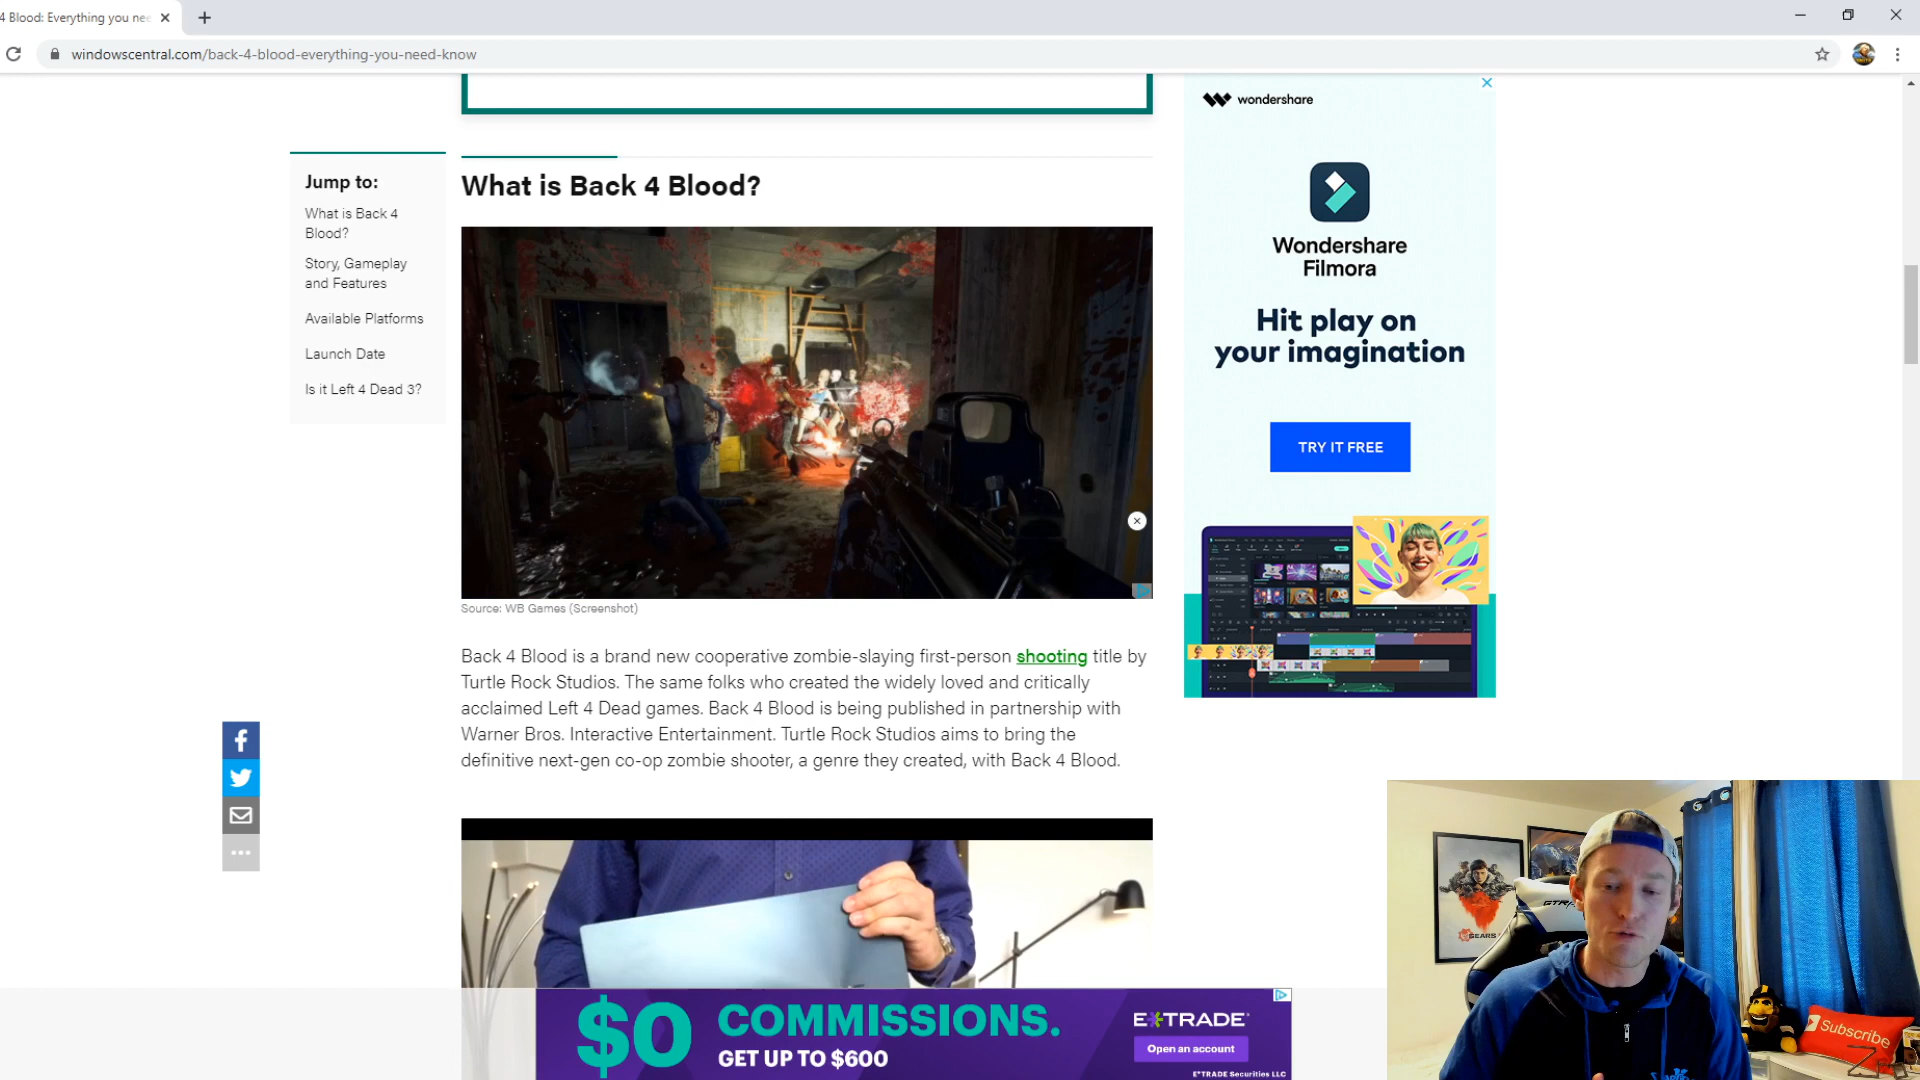 4 Blood: Everything you nee
windowscentral.com/back-4-blood-everything-you-need-know
Jump to:
What is Back 4
Blood?
Story, Gameplay
and Features
Available Platforms
Launch Date
Is it Left 4 Dead 3?
What is Back 4 Blood?
Source: WB Games (Screenshot)
Back 4 Blood is a brand new cooperative zombie-slaying first-person shooting title by
Turtle Rock Studios. The same folks who created the widely loved and critically
acclaimed Left 4 Dead games. Back 4 Blood is being published in partnership with
Warner Bros. Interactive Entertainment. Turtle Rock Studios aims to bring the
definitive next-gen co-op zombie shooter, a genre they created, with Back 4 Blood.
wondershare
Wondershare
Filmora
Hit play on
your imagination
TRY IT FREE
$0 COMMISSIONS.
GET UP TO $600
E*TRADE
Open an account
E*TRADE Securities LLC
GEARS
Subscribe